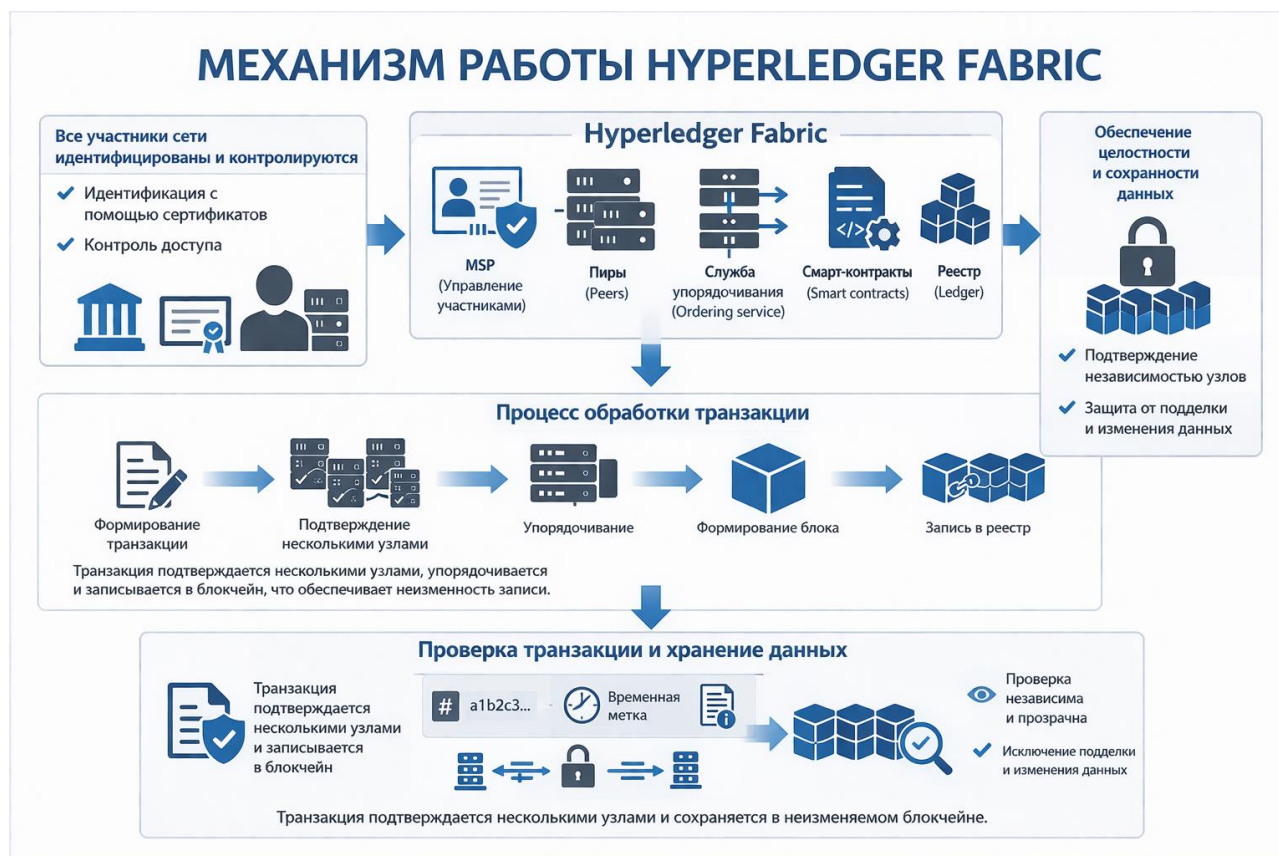 МЕХАНИЗМ РАБОТЫ HYPERLEDGER FABRIC
Все участники сети
идентифицированы и контролируются
Идентификация с
помощью сертификатов
Контроль доступа
Hyperledger Fabric
MSP
(Управление
участниками)
Пиры
(Peers)
Служба
упорядочивания
(Ordering service)
Смарт-контракты
(Smart contracts)
Реестр
(Ledger)
Обеспечение
целостности
и сохранности
данных
Подтверждение
независимостью узлов
Защита от подделки
и изменения данных
Процесс обработки транзакции
Формирование
транзакции
Подтверждение
несколькими узлами
Упорядочивание
Формирование блока
Запись в реестр
Транзакция подтверждается несколькими узлами, упорядочивается
и записывается в блокчейн, что обеспечивает неизменность записи.
Проверка транзакции и хранение данных
Транзакция
подтверждается
несколькими узлами
и записывается
в блокчейн
# a1b2c3...
Временная
метка
Проверка
независима
и прозрачна
Исключение подделки
и изменения данных
Транзакция подтверждается несколькими узлами и сохраняется в неизменяемом блокчейне.